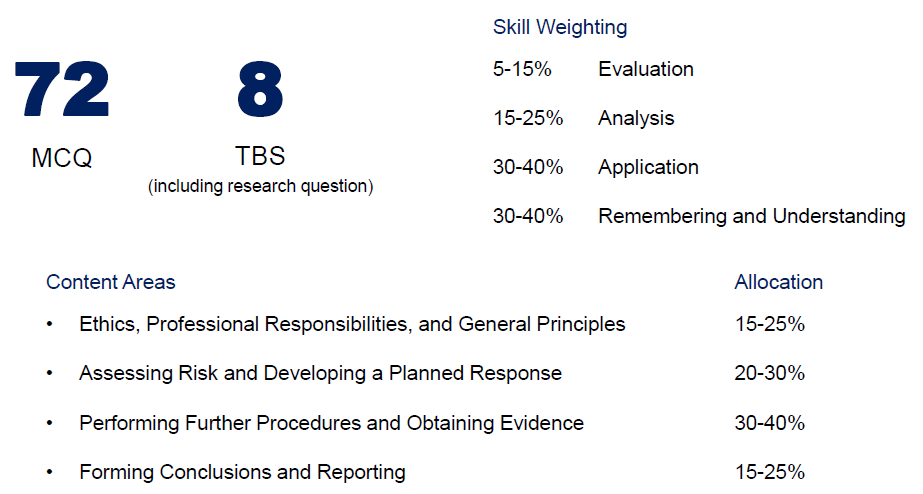 72
MCQ
8
TBS
(including research question)
Skill Weighting
5-15% Evaluation
15-25% Analysis
30-40% Application
30-40% Remembering and Understanding
Content Areas Allocation
• Ethics, Professional Responsibilities, and General Principles 15-25%
• Assessing Risk and Developing a Planned Response 20-30%
• Performing Further Procedures and Obtaining Evidence 30-40%
• Forming Conclusions and Reporting 15-25%